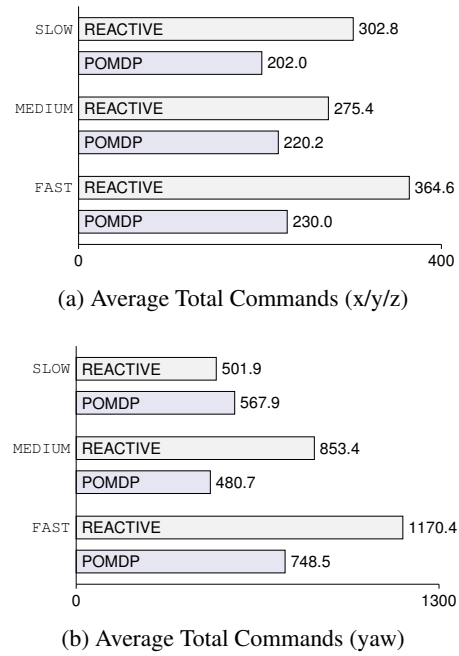 SLOW REACTIVE 302.8
POMDP 202.0
MEDIUM REACTIVE 275.4
POMDP 220.2
FAST REACTIVE 364.6
POMDP 230.0
0 400
(a) Average Total Commands (x/y/z)
SLOW REACTIVE 501.9
POMDP 567.9
MEDIUM REACTIVE 853.4
POMDP 480.7
FAST REACTIVE 1170.4
POMDP 748.5
0 1300
(b) Average Total Commands (yaw)